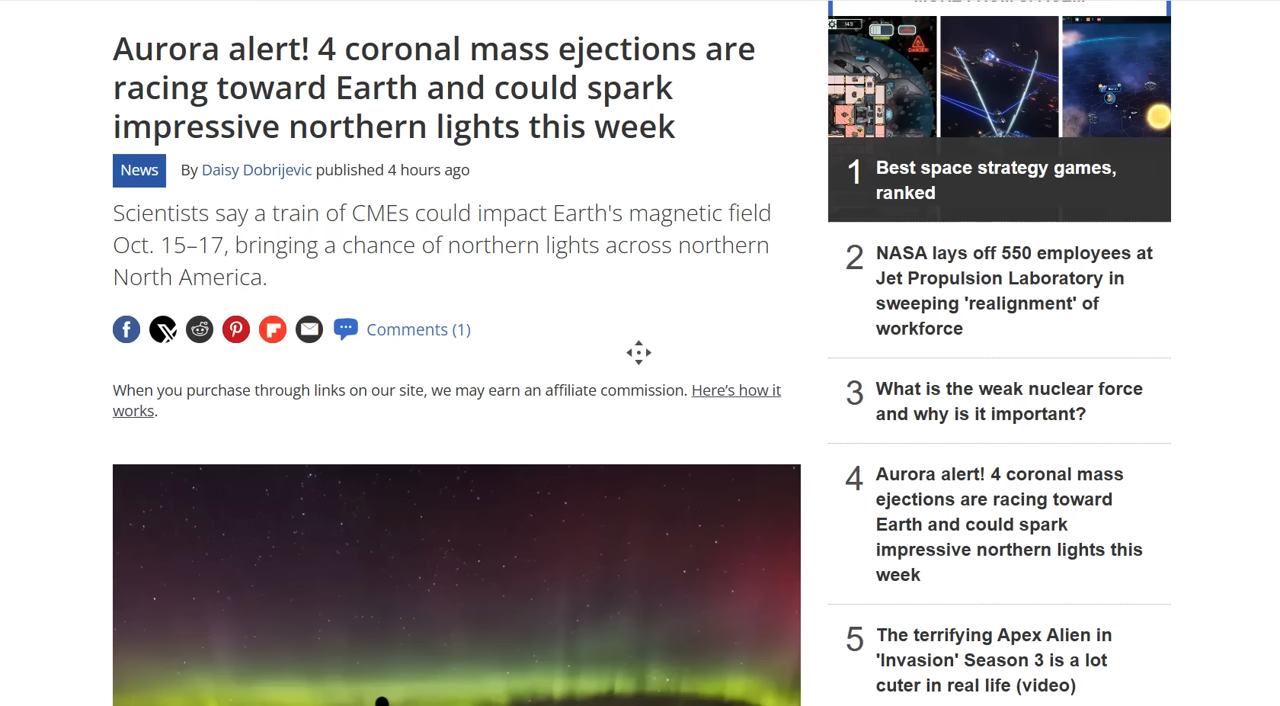 Aurora alert! 4 coronal mass ejections are
racing toward Earth and could spark
impressive northern lights this week
News By Daisy Dobrijevic published 4 hours ago
Scientists say a train of CMEs could impact Earth's magnetic field
Oct. 15–17, bringing a chance of northern lights across northern
North America.
Comments (1)
When you purchase through links on our site, we may earn an affiliate commission. Here’s how it
works.
1 Best space strategy games,
ranked
2 NASA lays off 550 employees at
Jet Propulsion Laboratory in
sweeping 'realignment' of
workforce
3 What is the weak nuclear force
and why is it important?
4 Aurora alert! 4 coronal mass
ejections are racing toward
Earth and could spark
impressive northern lights this
week
5 The terrifying Apex Alien in
'Invasion' Season 3 is a lot
cuter in real life (video)